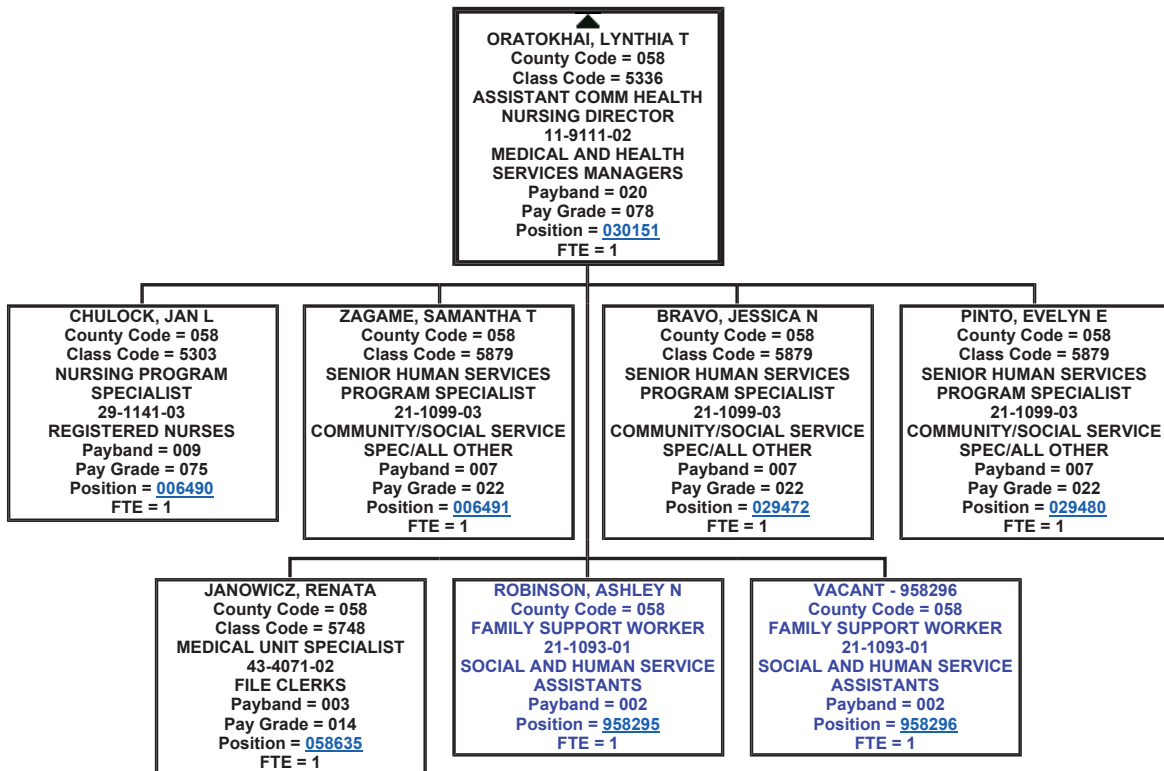 ORATOKHAI, LYNTHIA T
County Code = 058
Class Code = 5336
ASSISTANT COMM HEALTH
NURSING DIRECTOR
11-9111-02
MEDICAL AND HEALTH
SERVICES MANAGERS
Payband = 020
Pay Grade = 078
Position = 030151
FTE = 1
CHULOCK, JAN L
County Code = 058
Class Code = 5303
NURSING PROGRAM
SPECIALIST
29-1141-03
REGISTERED NURSES
Payband = 009
Pay Grade = 075
Position = 006490
FTE = 1
ZAGAME, SAMANTHA T
County Code = 058
Class Code = 5879
SENIOR HUMAN SERVICES
PROGRAM SPECIALIST
21-1099-03
COMMUNITY/SOCIAL SERVICE
SPEC/ALL OTHER
Payband = 007
Pay Grade = 022
Position = 006491
FTE = 1
BRAVO, JESSICA N
County Code = 058
Class Code = 5879
SENIOR HUMAN SERVICES
PROGRAM SPECIALIST
21-1099-03
COMMUNITY/SOCIAL SERVICE
SPEC/ALL OTHER
Payband = 007
Pay Grade = 022
Position = 029472
FTE = 1
PINTO, EVELYN E
County Code = 058
Class Code = 5879
SENIOR HUMAN SERVICES
PROGRAM SPECIALIST
21-1099-03
COMMUNITY/SOCIAL SERVICE
SPEC/ALL OTHER
Payband = 007
Pay Grade = 022
Position = 029480
FTE = 1
JANOWICZ, RENATA
County Code = 058
Class Code = 5748
MEDICAL UNIT SPECIALIST
43-4071-02
FILE CLERKS
Payband = 003
Pay Grade = 014
Position = 058635
FTE = 1
ROBINSON, ASHLEY N
County Code = 058
FAMILY SUPPORT WORKER
21-1093-01
SOCIAL AND HUMAN SERVICE
ASSISTANTS
Payband = 002
Position = 958295
FTE = 1
VACANT - 958296
County Code = 058
FAMILY SUPPORT WORKER
21-1093-01
SOCIAL AND HUMAN SERVICE
ASSISTANTS
Payband = 002
Position = 958296
FTE = 1